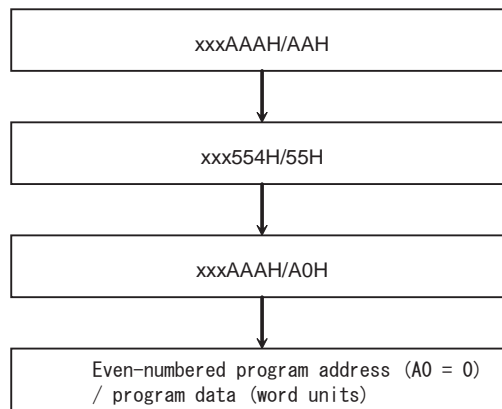 xxxAAAH/AAH
xxx554H/55H
xxxAAAH/A0H
Even-numbered program address (A0 = 0)
/ program data (word units)